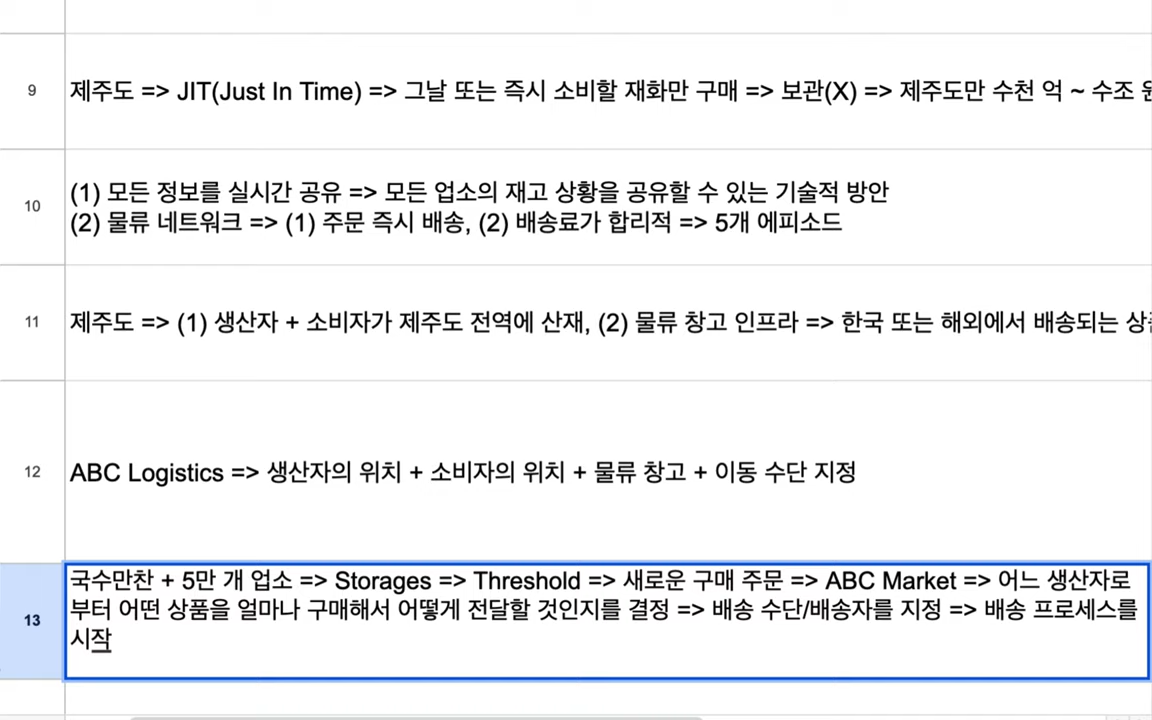 9
제주도 => JIT(Just In Time) => 그날 또는 즉시 소비할 재화만 구매 => 보관(X) => 제주도만 수천 억 ~ 수조 원
10
(1) 모든 정보를 실시간 공유 => 모든 업소의 재고 상황을 공유할 수 있는 기술적 방안
(2) 물류 네트워크 => (1) 주문 즉시 배송, (2) 배송료가 합리적 => 5개 에피소드
11
제주도 => (1) 생산자 + 소비자가 제주도 전역에 산재, (2) 물류 창고 인프라 => 한국 또는 해외에서 배송되는
12
ABC Logistics => 생산자의 위치 + 소비자의 위치 + 물류 창고 + 이동 수단 지정
13
국수만찬 + 5만 개 업소 => Storages => Threshold => 새로운 구매 주문 => ABC Market => 어느 생산자로
부터 어떤 상품을 얼마나 구매해서 어떻게 전달할 것인지를 결정 => 배송 수단/배송자를 지정 => 배송 프로세스를
시작